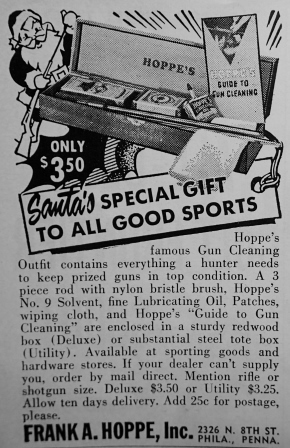 HOPPE'S
HOPPE'S
GUIDE TO
GUN CLEANING
HOPPE'S
ONLY
$3.50
Santa's SPECIAL GIFT
TO ALL GOOD SPORTS
Hoppe's
famous Gun Cleaning
Outfit contains everything a hunter needs
to keep prized guns in top condition. A 3
piece rod with nylon bristle brush, Hoppe's
No. 9 Solvent, fine Lubricating Oil, Patches,
wiping cloth, and Hoppe's "Guide to Gun
Cleaning" are enclosed in a sturdy redwood
box (Deluxe) or substantial steel tote box
(Utility). Available at sporting goods and
hardware stores. If your dealer can't supply
you, order by mail direct. Mention rifle or
shotgun size. Deluxe $3.50 or Utility $3.25.
Allow ten days delivery. Add 25c for postage,
please.
FRANK A. HOPPE, Inc. 2326 N. 8TH ST.
PHILA., PENNA.